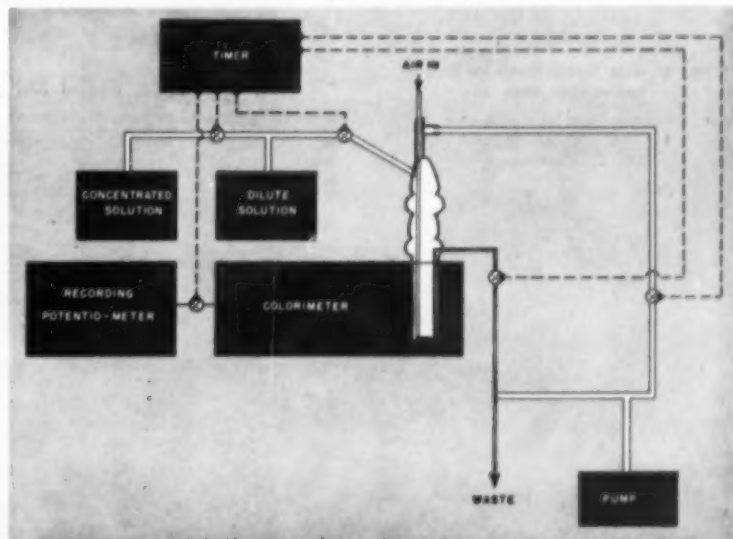 TIMER
AIR IN
CONCENTRATED
SOLUTION
DILUTE
SOLUTION
RECORDING
POTENTIO-METER
COLORIMETER
WASTE
PUMP